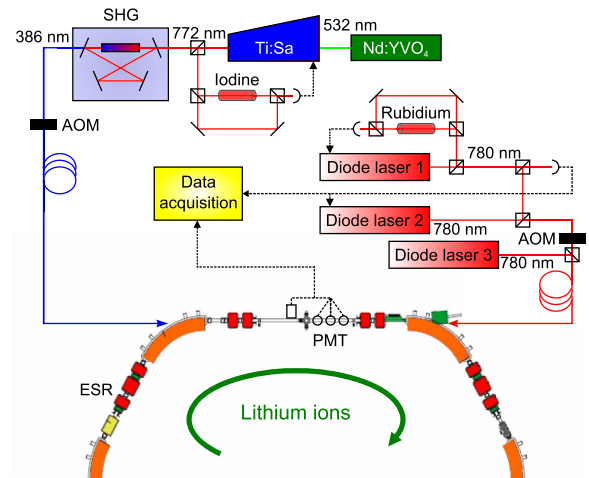 SHG
386 nm
772 nm
532 nm
Ti:Sa
Nd:YVO₄
Iodine
AOM
Rubidium
780 nm
Diode laser 1
Data
acquisition
Diode laser 2
780 nm
AOM
Diode laser 3
780 nm
PMT
ESR
Lithium ions